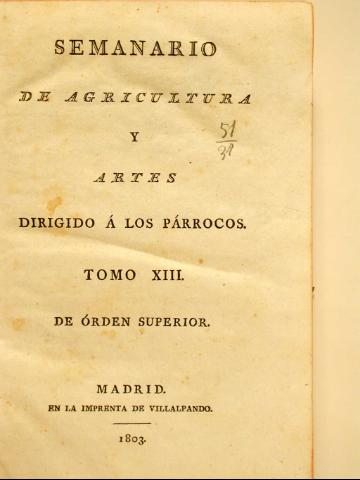 SEMANARIO
DE AGRICULTURA
Y
ARTES
DIRIGIDO Á LOS PÁRROCOS.
TOMO XIII.
DE ÓRDEN SUPERIOR.
MADRID.
EN LA IMPRENTA DE VILLALPANDO.
1803.
51